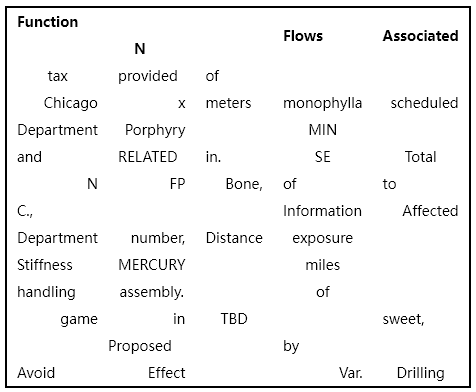 Function Flows Associated
N
tax provided of
Chicago x meters monophylla scheduled
Department Porphyry MIN
and RELATED in. SE Total
N FP Bone, of to
C., Information Affected
Department number, Distance exposure
Stiffness MERCURY miles
handling assembly. of
game in TBD sweet,
Proposed by
Avoid Effect Var. Drilling